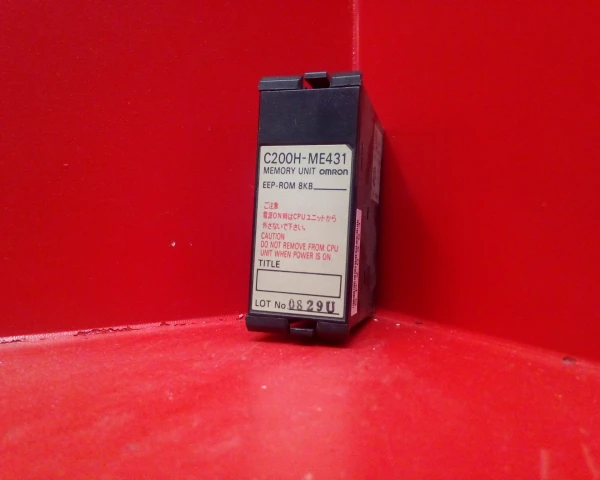 C200H-ME431
MEMORY UNIT OMRON
EEP-ROM 8KB
ご注意
電源ON時はCPUユニットから
外さないで下さい。
CAUTION
DO NOT REMOVE FROM CPU
UNIT WHEN POWER IS ON
TITLE
LOT No 0829U